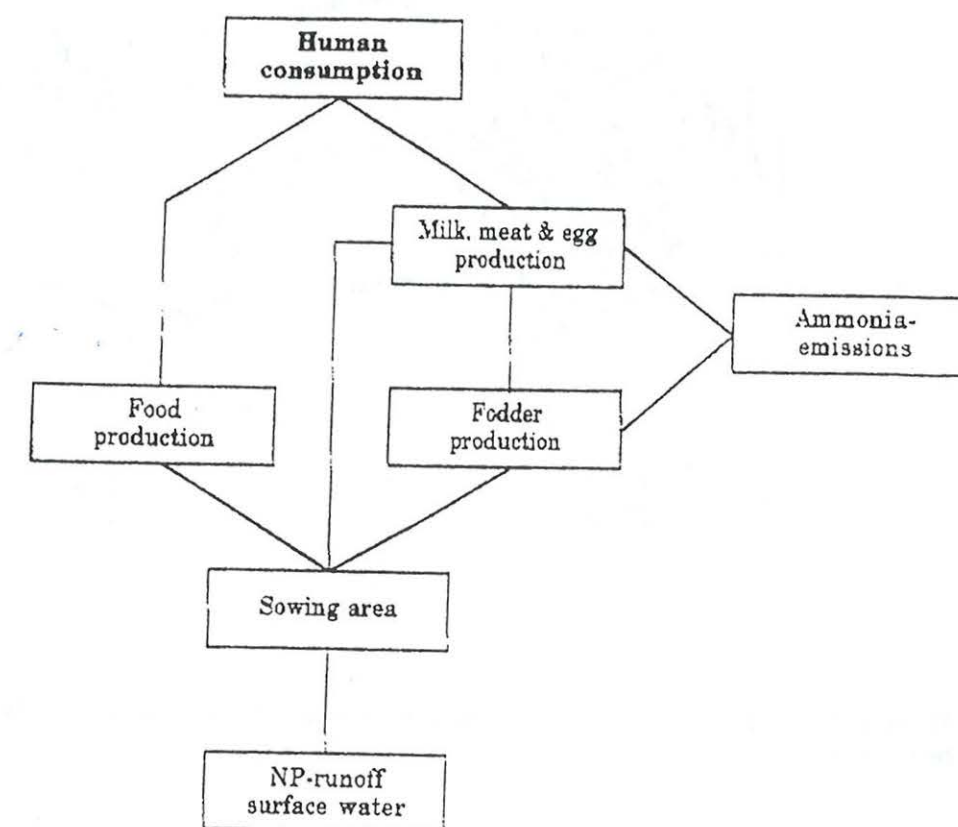 Human
consumption
Milk, meat & egg
production
Ammonia-
emissions
Food
production
Fodder
production
Sowing area
NP-runoff
surface water